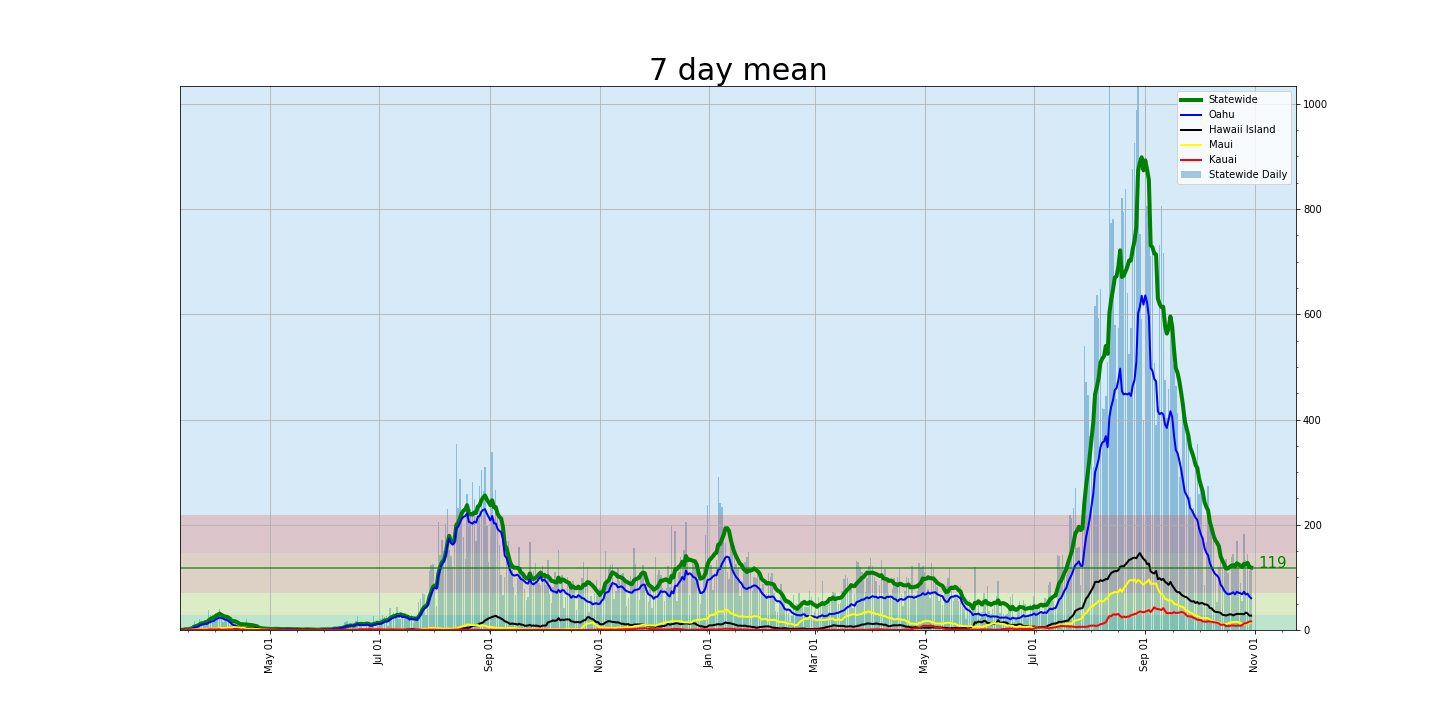 7 day mean
Statewide
Oahu
Hawaii Island
Maui
Kauai
Statewide Daily
1000
800
600
400
200
0
119
May 01
Jul 01
Sep 01
Nov 01
Jan 01
Mar 01
May 01
Jul 01
Sep 01
Nov 01